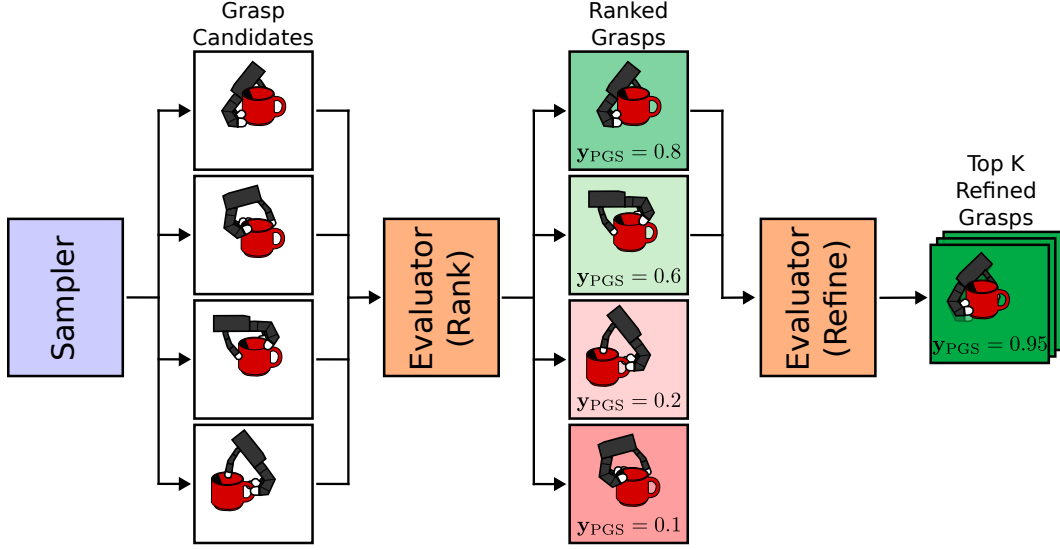 Sampler
Grasp
Candidates
Evaluator
(Rank)
Ranked
Grasps
y_PGS = 0.8
y_PGS = 0.6
y_PGS = 0.2
y_PGS = 0.1
Evaluator
(Refine)
Top K
Refined
Grasps
y_PGS = 0.95